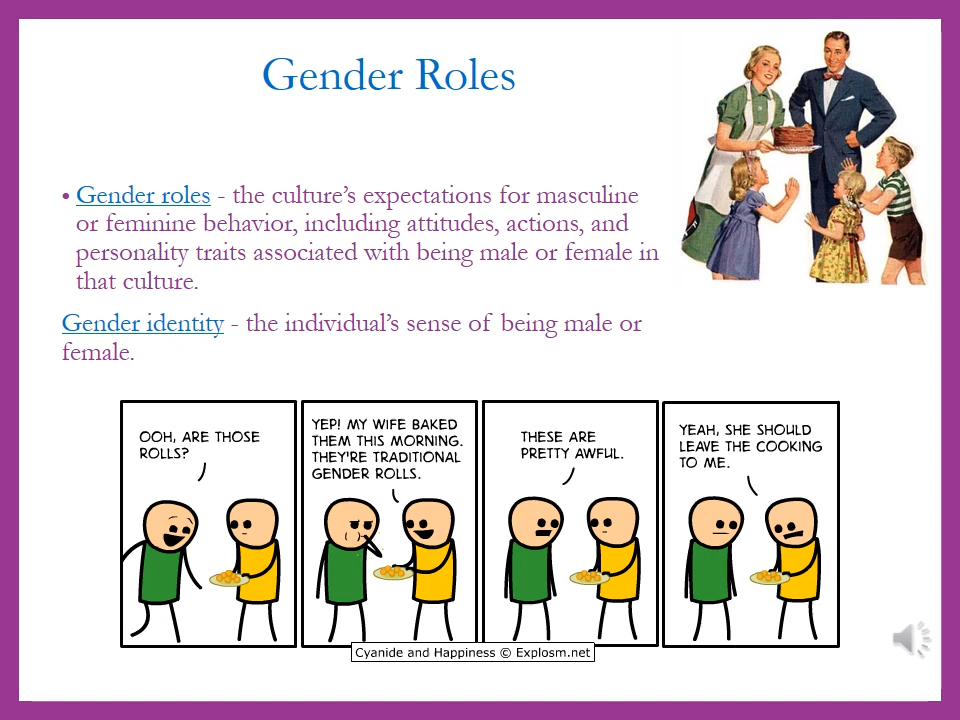 Gender Roles
• Gender roles - the culture’s expectations for masculine
or feminine behavior, including attitudes, actions, and
personality traits associated with being male or female in
that culture.
Gender identity - the individual’s sense of being male or
female.
OOH, ARE THOSE
ROLLS?
YEP! MY WIFE BAKED
THEM THIS MORNING.
THEY'RE TRADITIONAL
GENDER ROLLS.
THESE ARE
PRETTY AWFUL.
YEAH, SHE SHOULD
LEAVE THE COOKING
TO ME.
Cyanide and Happiness © Explosm.net